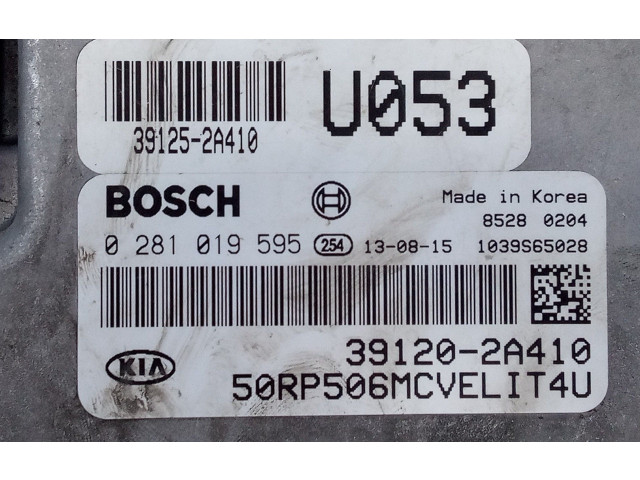 39125-2A410
U053
BOSCH
Made in Korea
8528 0204
0 281 019 595 254 13-08-15 1039S65028
39120-2A410
KIA
50RP506MCVELIT4U